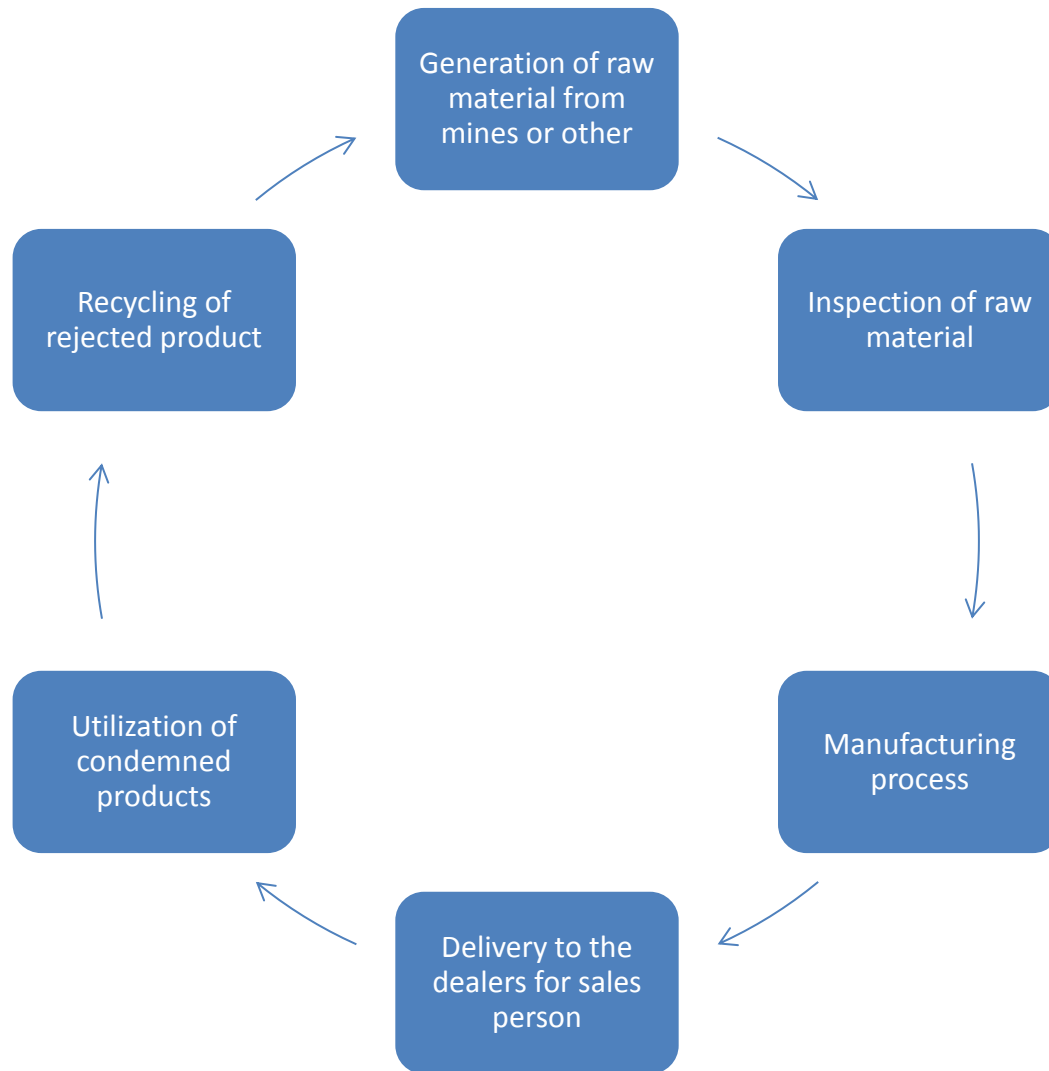 Generation of raw
material from
mines or other
Inspection of raw
material
Manufacturing
process
Delivery to the
dealers for sales
person
Utilization of
condemned
products
Recycling of
rejected product